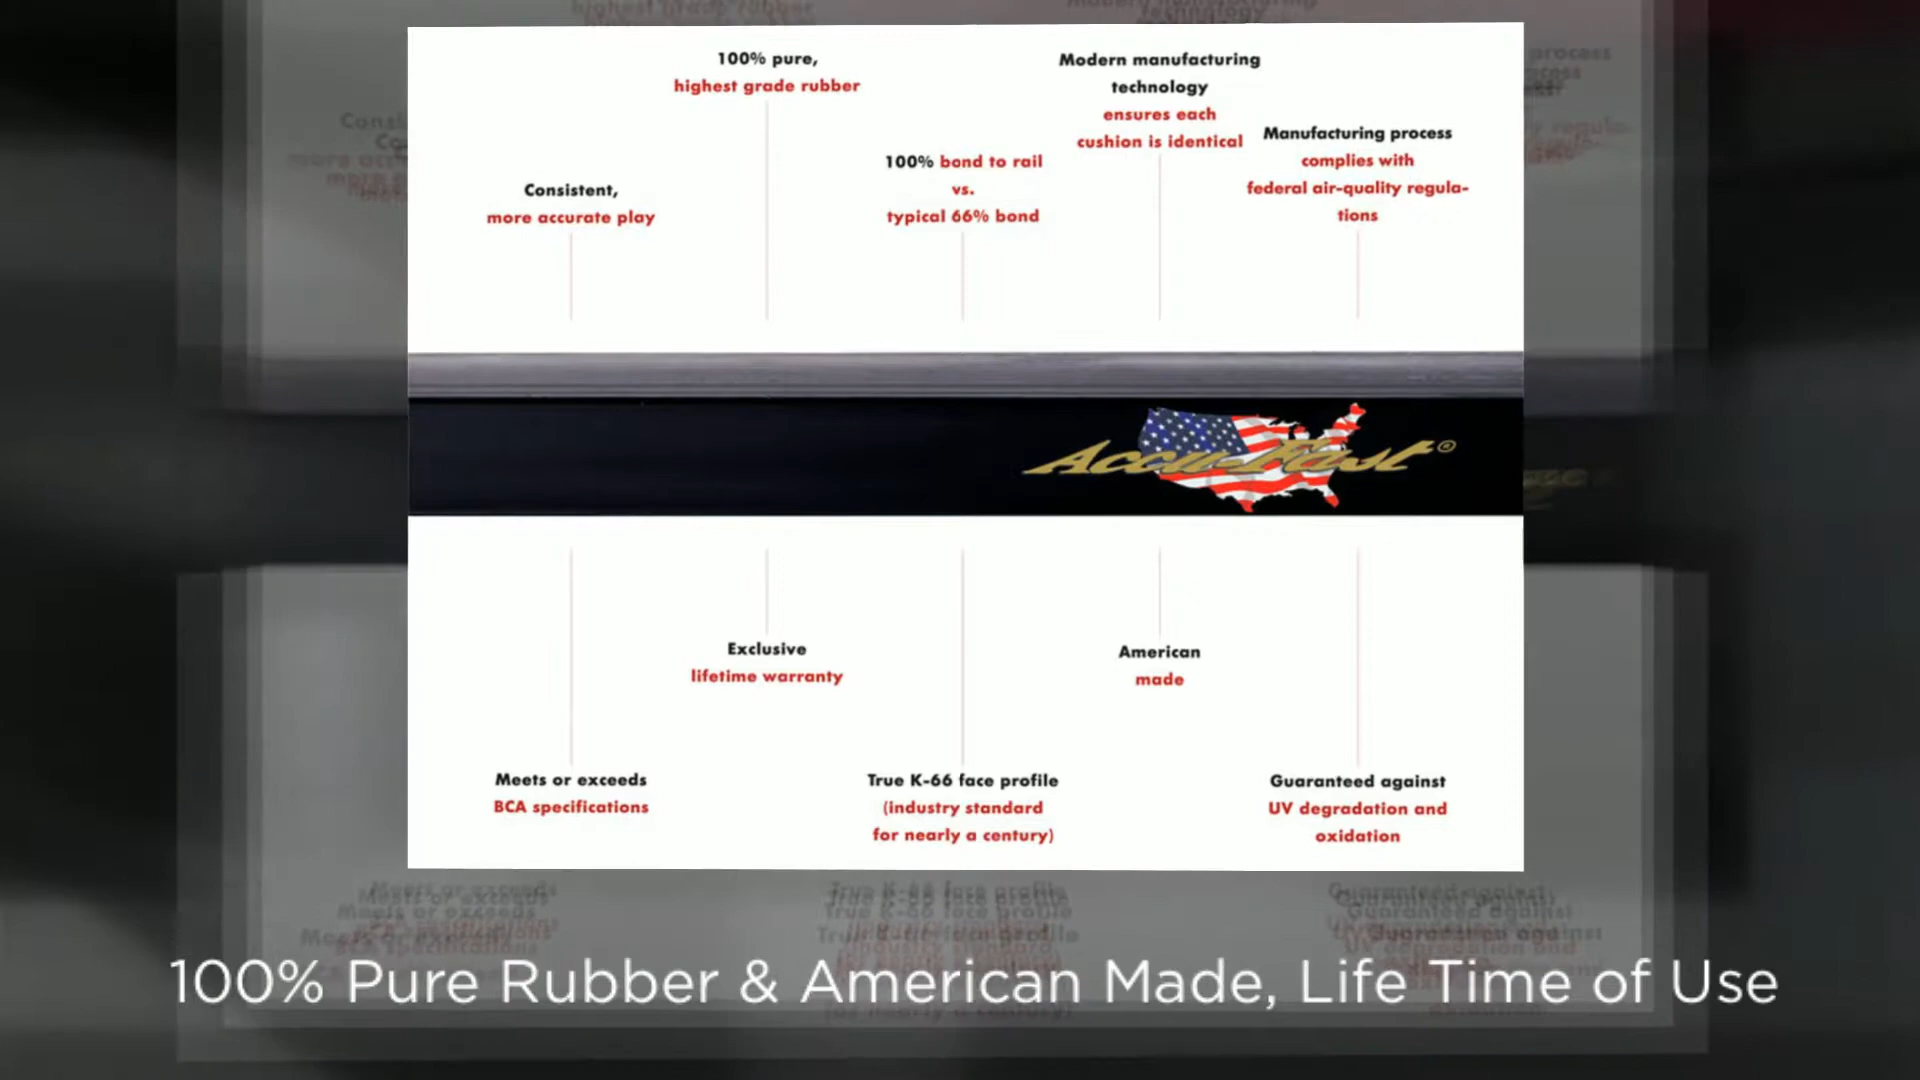 100% pure,
highest grade rubber
Modern manufacturing
technology
ensures each
cushion is identical
Manufacturing process
complies with
federal air-quality regula-
tions
100% bond to rail
vs.
typical 66% bond
Consistent,
more accurate play
Accu-Fast®
Exclusive
lifetime warranty
American
made
Meets or exceeds
BCA specifications
True K-66 face profile
(industry standard
for nearly a century)
Guaranteed against
UV degradation and
oxidation
100% Pure Rubber & American Made, Life Time of Use